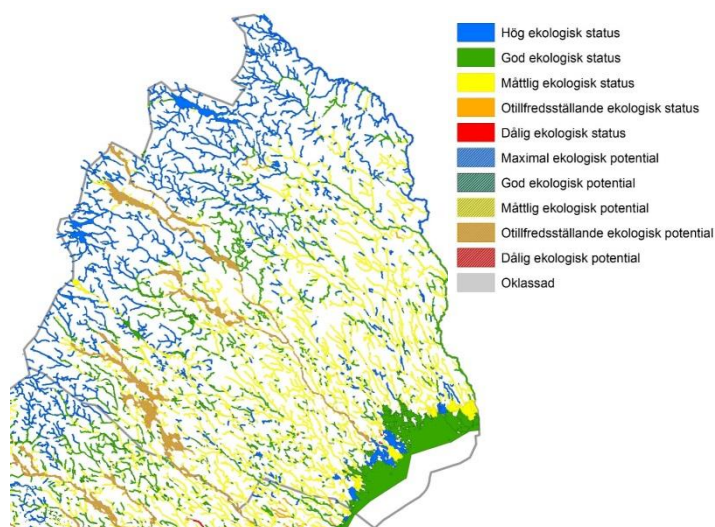 Hög ekologisk status
God ekologisk status
Måttlig ekologisk status
Otillfredsställande ekologisk status
Dålig ekologisk status
Maximal ekologisk potential
God ekologisk potential
Måttlig ekologisk potential
Otillfredsställande ekologisk potential
Dålig ekologisk potential
Oklassad